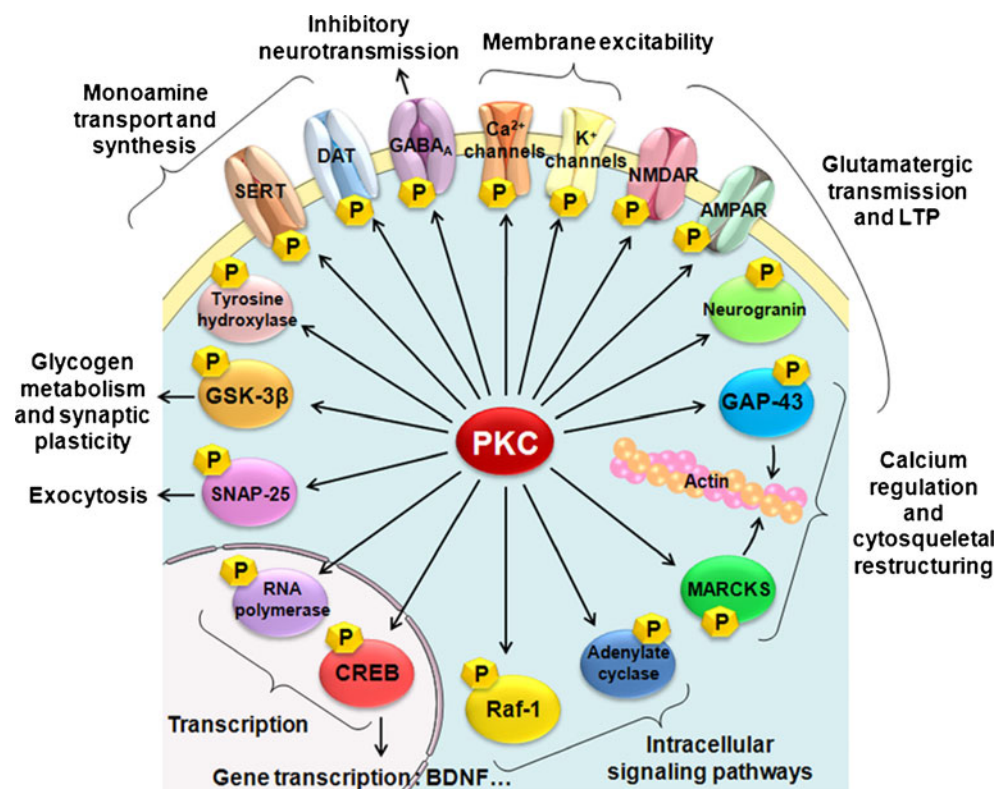 Inhibitory
neurotransmission
Membrane excitability
Monoamine
transport and
synthesis
SERT
DAT
GABAA
Ca2+
channels
K+
channels
NMDAR
AMPAR
Glutamatergic
transmission
and LTP
P
P
P
P
P
P
P
P
Tyrosine
hydroxylase
P
Neurogranin
Glycogen
metabolism
and synaptic
plasticity
P
GSK-3β
P
GAP-43
PKC
Exocytosis
P
SNAP-25
Actin
Calcium
regulation
and
cytosqueletal
restructuring
P
RNA
polymerase
P
CREB
MARCKS
P
P
Adenylate
cyclase
P
Raf-1
Transcription
Intracellular
signaling pathways
Gene transcription: BDNF...